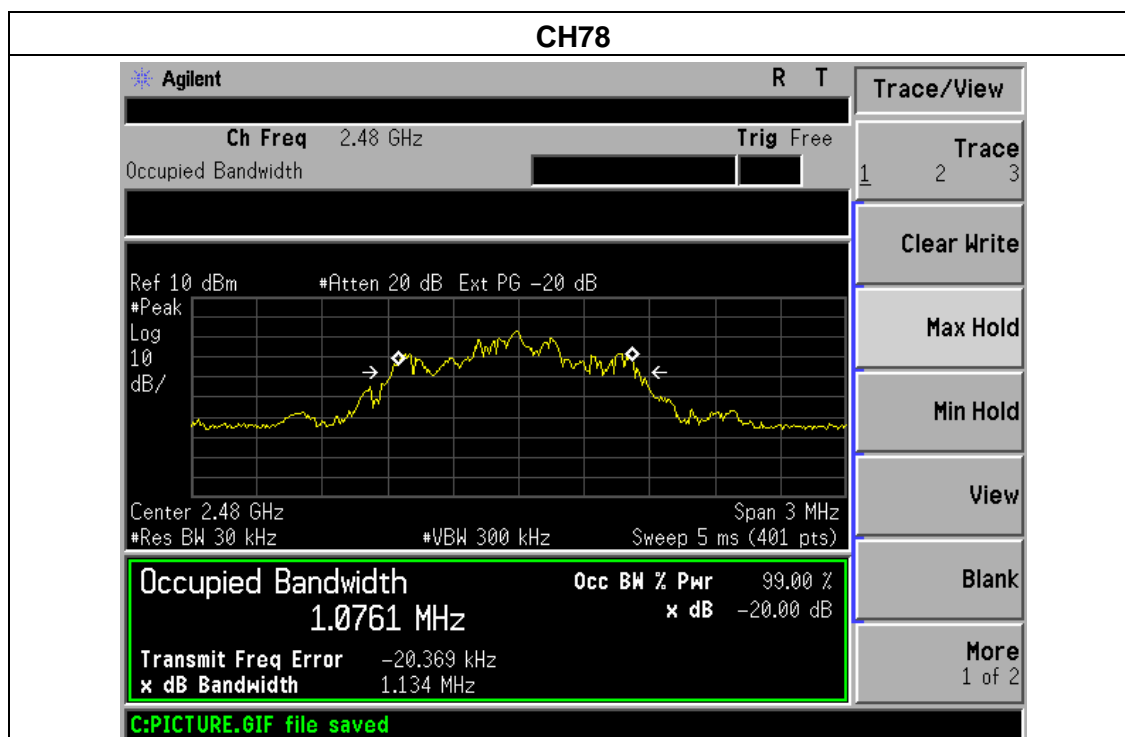 CH78
Agilent R T
Trace/View
Ch Freq 2.48 GHz Trig Free
Occupied Bandwidth
Trace
1 2 3
Clear Write
Ref 10 dBm #Atten 20 dB Ext PG -20 dB
#Peak
Log
10
dB/
Max Hold
Min Hold
View
Center 2.48 GHz Span 3 MHz
#Res BW 30 kHz #VBW 300 kHz Sweep 5 ms (401 pts)
Occupied Bandwidth Occ BW % Pwr 99.00 %
1.0761 MHz x dB -20.00 dB
Blank
Transmit Freq Error -20.369 kHz
x dB Bandwidth 1.134 MHz
More
1 of 2
C:PICTURE.GIF file saved